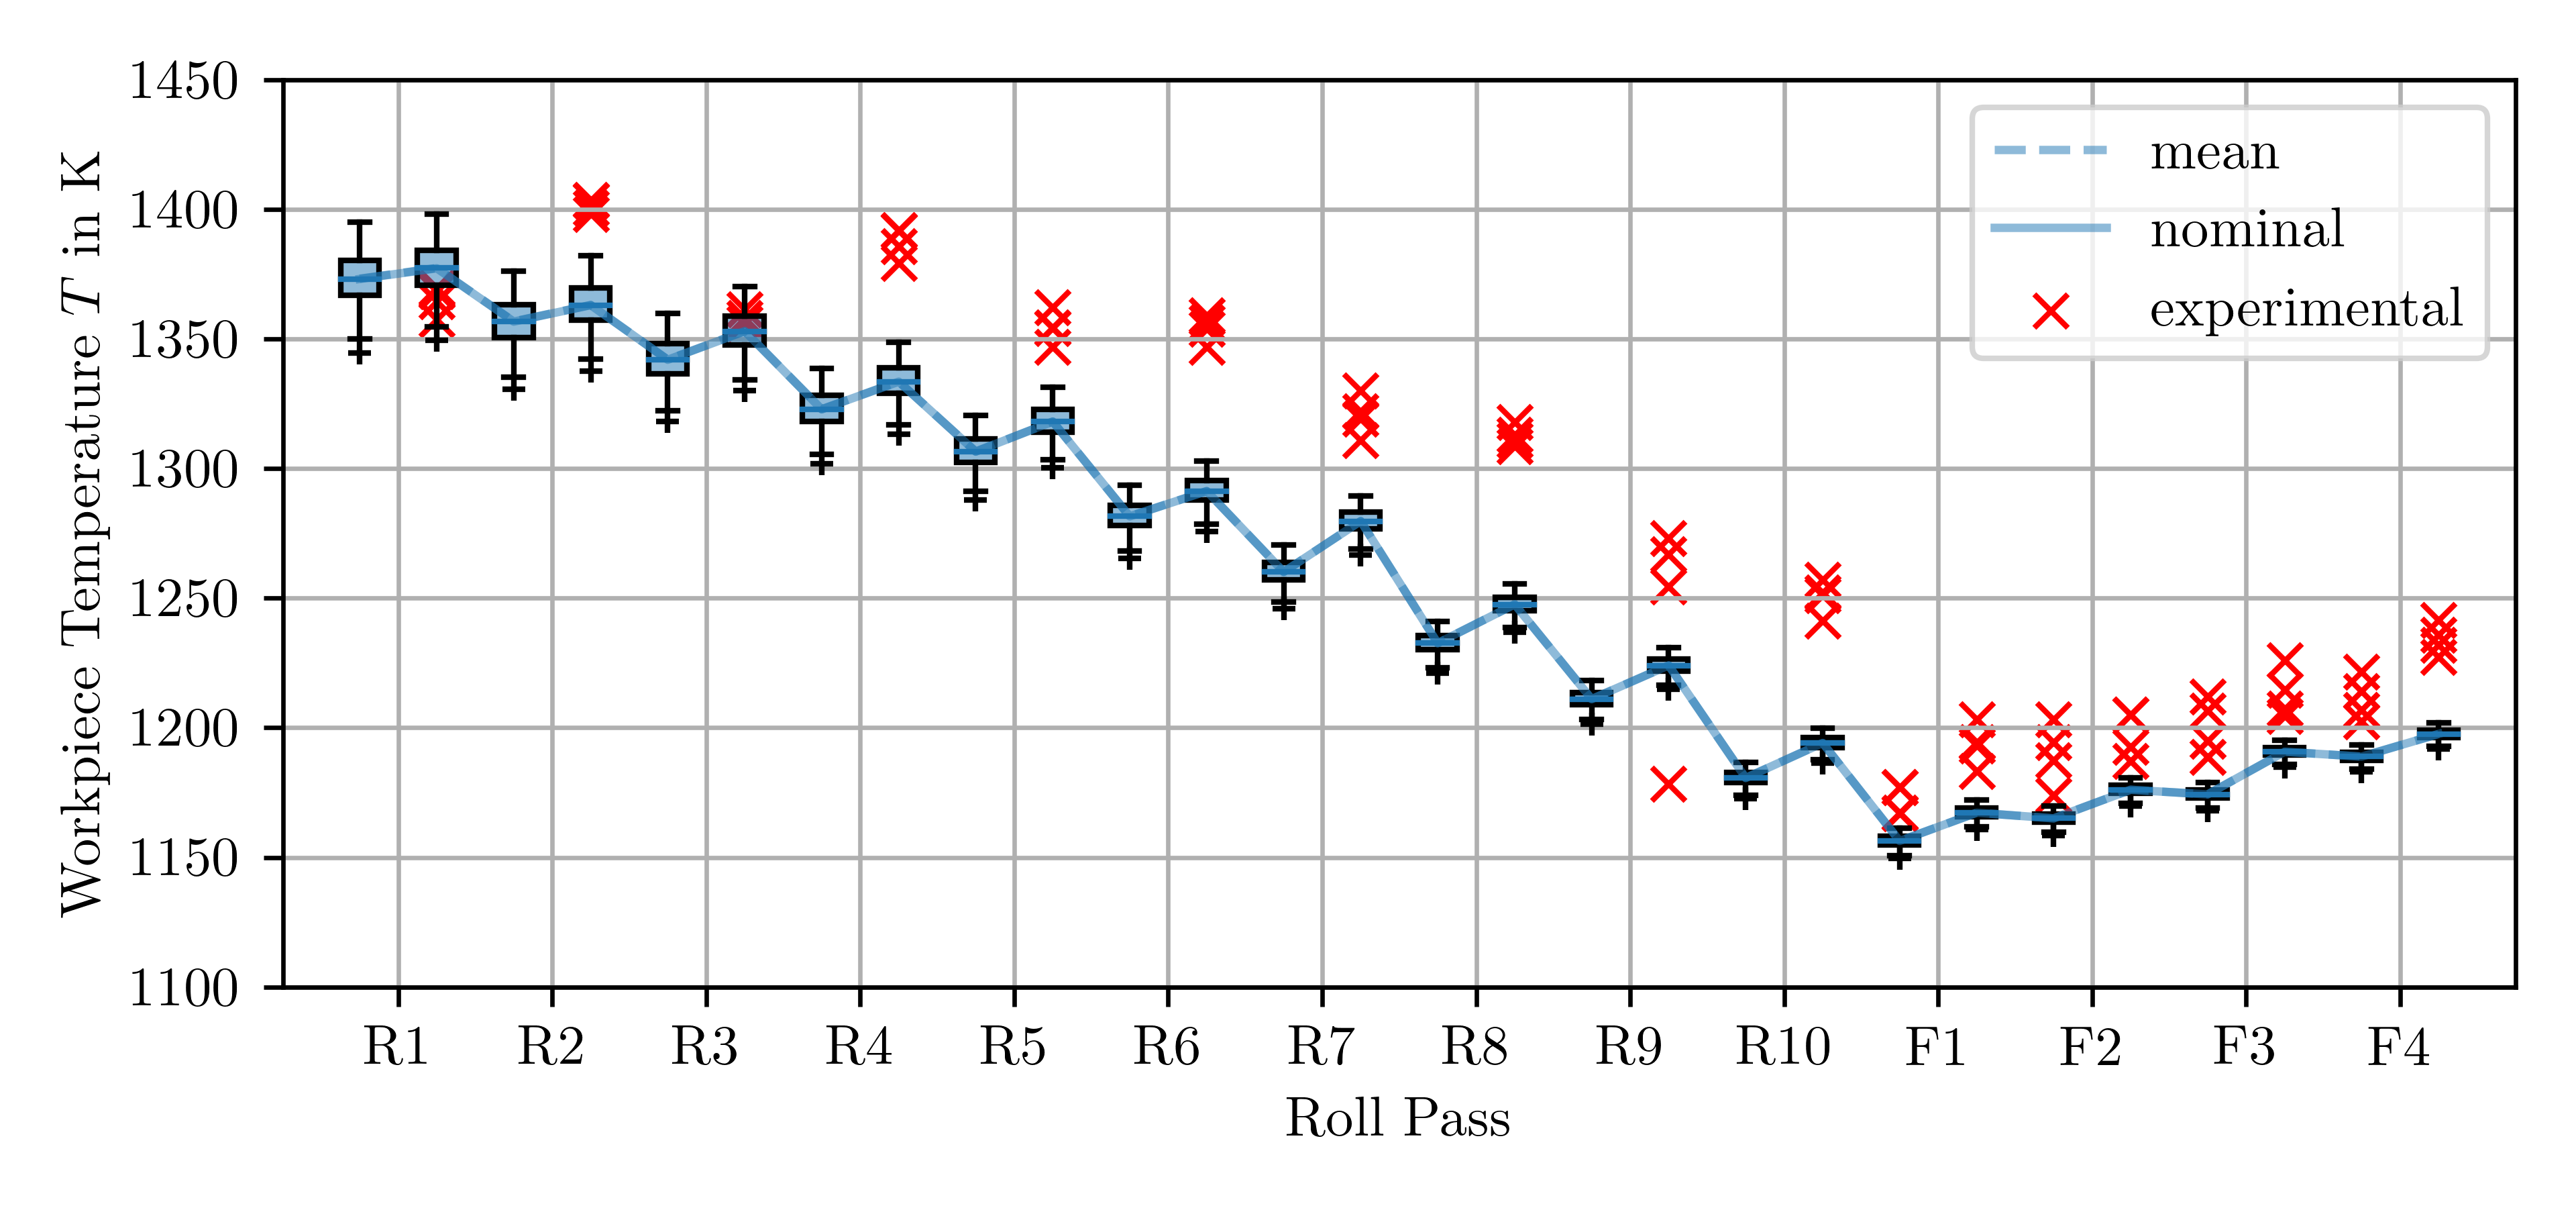 1450
1400
1350
1300
1250
1200
1150
1100
Workpiece Temperature T in K
mean
nominal
experimental
R1 R2 R3 R4 R5 R6 R7 R8 R9 R10 F1 F2 F3 F4
Roll Pass